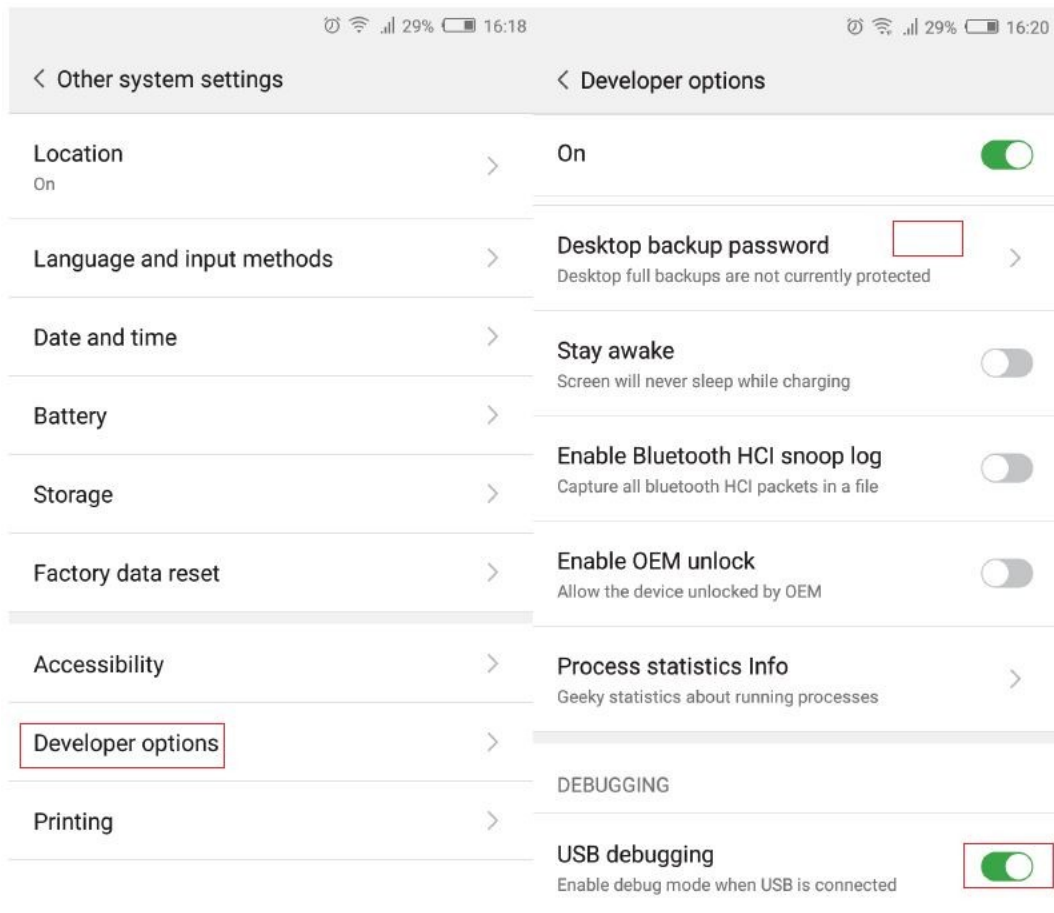 29% 16:18
Other system settings
Location
On
Language and input methods
Date and time
Battery
Storage
Factory data reset
Accessibility
Developer options
Printing
29% 16:20
Developer options
On
Desktop backup password
Desktop full backups are not currently protected
Stay awake
Screen will never sleep while charging
Enable Bluetooth HCI snoop log
Capture all bluetooth HCI packets in a file
Enable OEM unlock
Allow the device unlocked by OEM
Process statistics Info
Geeky statistics about running processes
DEBUGGING
USB debugging
Enable debug mode when USB is connected